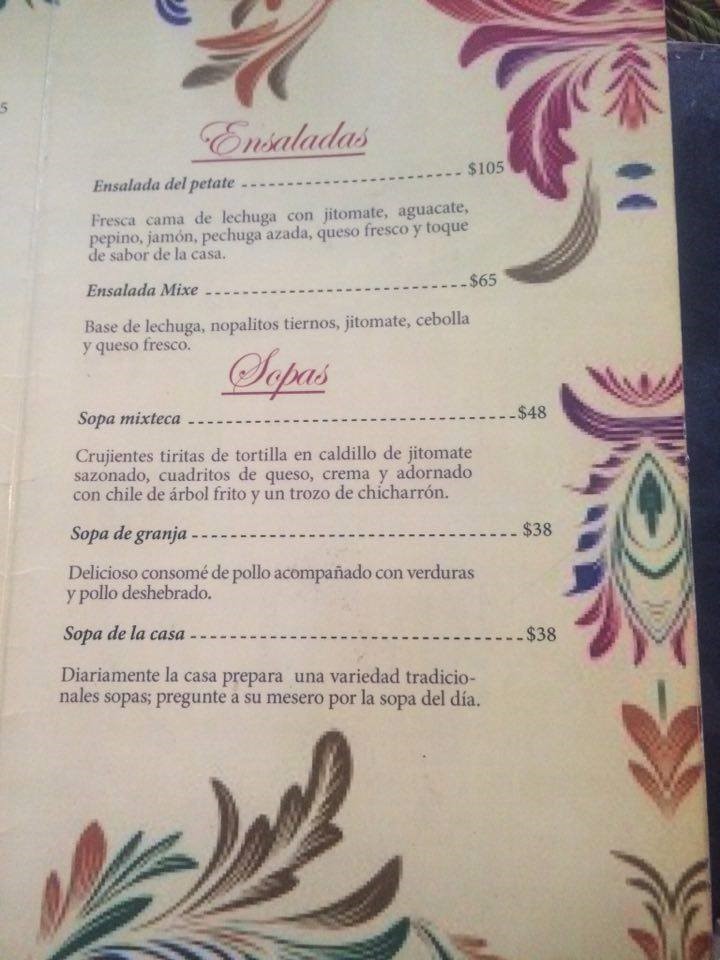 5
Ensaladas
Ensalada del petate ------------------------ $105
Fresca cama de lechuga con jitomate, aguacate,
pepino, jamón, pechuga azada, queso fresco y toque
de sabor de la casa.
Ensalada Mixe ----------------------------- $65
Base de lechuga, nopalitos tiernos, jitomate, cebolla
y queso fresco.
Sopas
Sopa mixteca ------------------------------------ $48
Crujientes tiritas de tortilla en caldillo de jitomate
sazonado, cuadritos de queso, crema y adornado
con chile de árbol frito y un trozo de chicharrón.
Sopa de granja ------------------------------------ $38
Delicioso consomé de pollo acompañado con verduras
y pollo deshebrado.
Sopa de la casa ------------------------------------ $38
Diariamente la casa prepara una variedad tradicio-
nales sopas; pregunte a su mesero por la sopa del día.